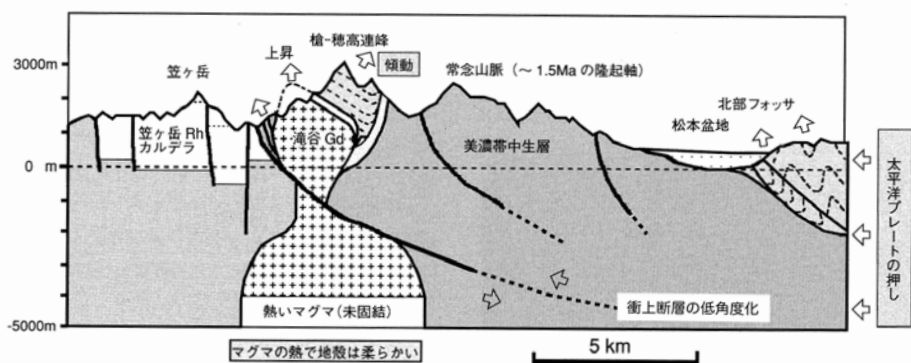 槍-穂高連峰
上昇
傾動
3000m
笠ヶ岳
常念山脈（～1.5Maの隆起軸）
北部フォッサ
松本盆地
笠ヶ岳 Rh
カルデラ
滝谷 Gd
美濃帯中生層
0 m
太平洋プレートの押し
熱いマグマ(未固結)
衝上断層の低角度化
-5000m
マグマの熱で地殻は柔らかい
5 km